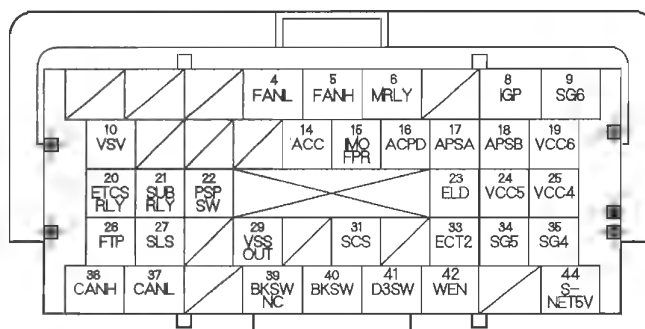 4 5 6 8 9
FANL FANH MRLY IGP SG6
10 14 15 16 17 18 19
VSV ACC IMO ACPD APSA APSB VCC6
FPR
20 21 22 23 24 25
ETCS SUB PSP ELD VCC5 VCC4
RLY RLY SW
26 27 29 31 33 34 35
FTP SLS VSS SCS ECT2 SG5 SG4
OUT
36 37 39 40 41 42 44
CANH CANL BKSW BKSW D3SW WEN S-
NC NET5V